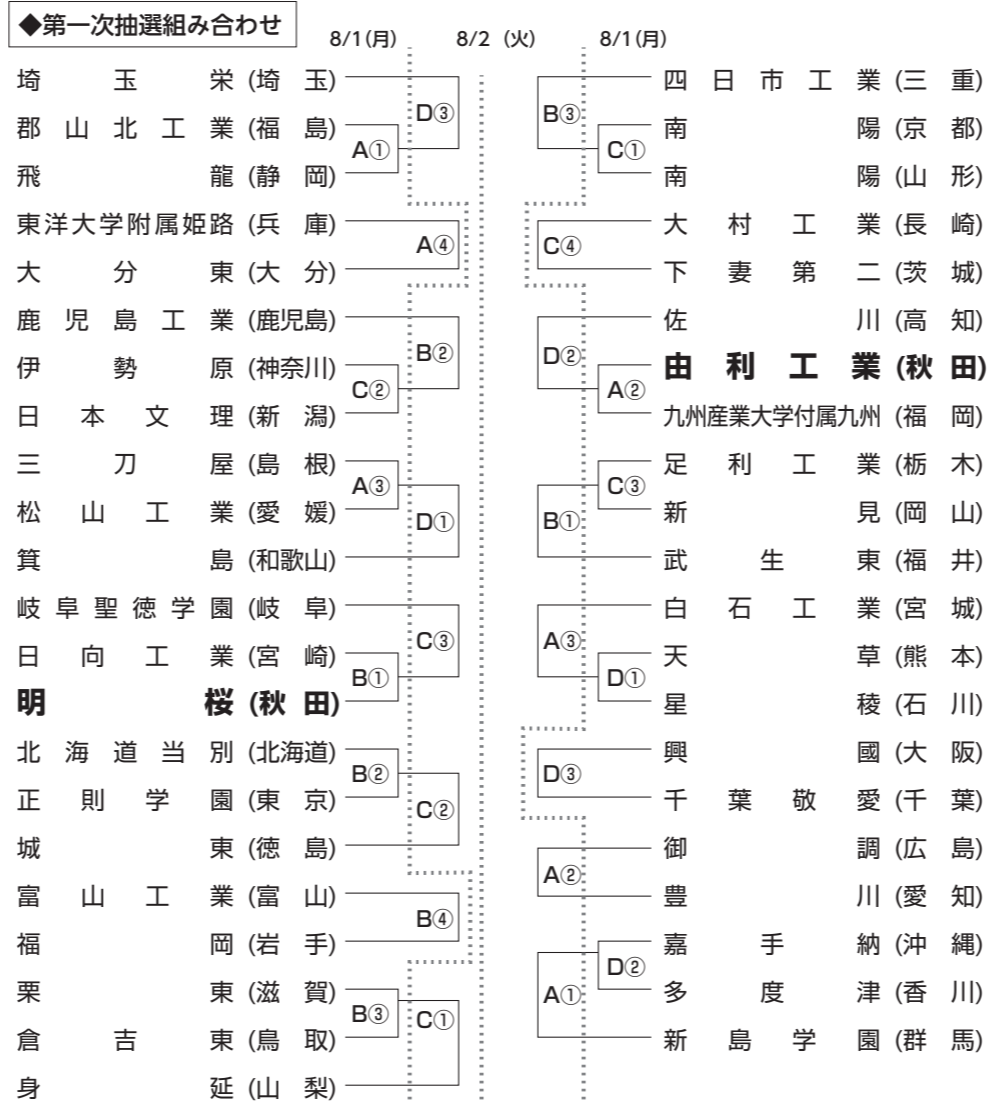 ◆第一次抽選組み合わせ
8/1(月) 8/2(火) 8/1(月)
埼玉栄(埼玉)
郡山北工業(福島)
飛龍(静岡)
東洋大学附属姫路(兵庫)
大分東(大分)
鹿児島工業(鹿児島)
伊勢原(神奈川)
日本文理(新潟)
三刀屋(島根)
松山工業(愛媛)
箕島(和歌山)
岐阜聖徳学園(岐阜)
日向工業(宮崎)
明桜(秋田)
北海道当別(北海道)
正則学園(東京)
城東(徳島)
富山工業(富山)
福岡(岩手)
栗東(滋賀)
倉吉東(鳥取)
身延(山梨)
D③
A①
A④
B②
C②
A③
D①
C③
B①
B②
C②
B④
B③
C①
B③
C①
C④
D②
A②
C③
B①
A③
D①
D③
A②
D②
A①
四日市工業(三重)
南陽(京都)
南陽(山形)
大村工業(長崎)
下妻第二(茨城)
佐川(高知)
由利工業(秋田)
九州産業大学付属九州(福岡)
足利工業(栃木)
新見(岡山)
武生東(福井)
白石工業(宮城)
天草(熊本)
星稜(石川)
興國(大阪)
千葉敬愛(千葉)
御調(広島)
豊川(愛知)
嘉手納(沖縄)
多度津(香川)
新島学園(群馬)